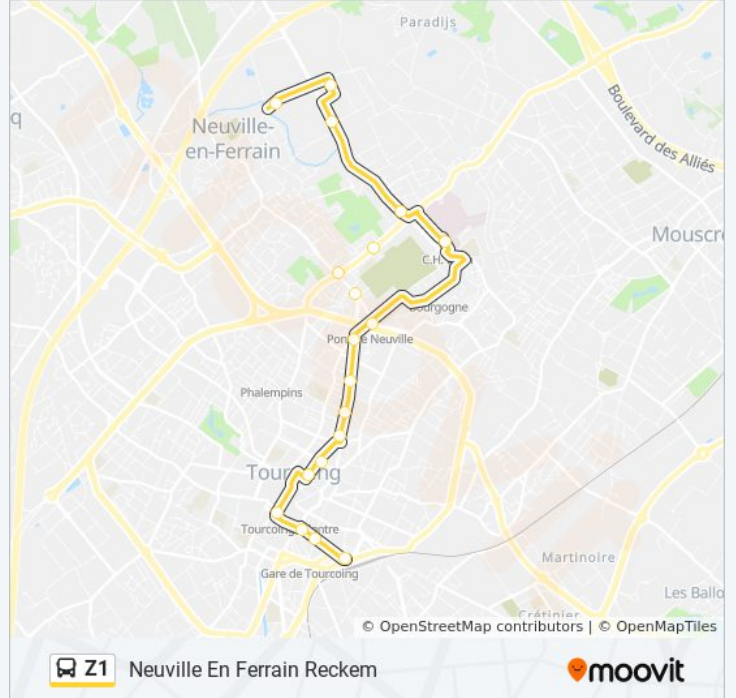 Paradijs
Boulevard des Alliés
q
Neuville-
en-Ferrain
Mouscr
C.H.
Bourgogne
Pont de Neuville
Phalempins
Tourcoing
Tourcoing Centre
Gare de Tourcoing
Martinoire
Les Ballo
Crétinier
© OpenStreetMap contributors | © OpenMapTiles
Z1 Neuville En Ferrain Reckem
moovit